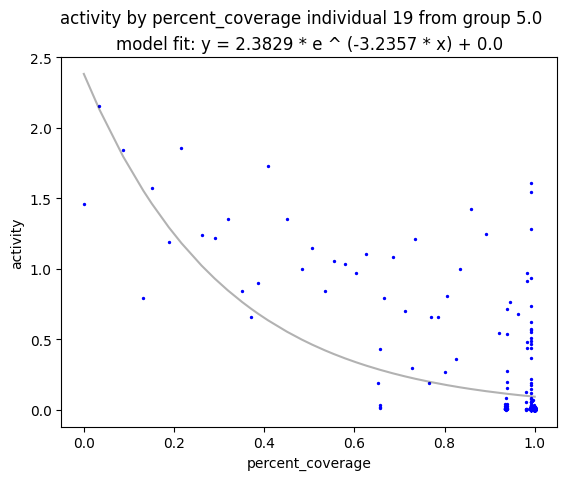 activity by percent_coverage individual 19 from group 5.0
model fit: y = 2.3829 * e ^ (-3.2357 * x) + 0.0
2.5
2.0
1.5
1.0
0.5
0.0
activity
0.0 0.2 0.4 0.6 0.8 1.0
percent_coverage